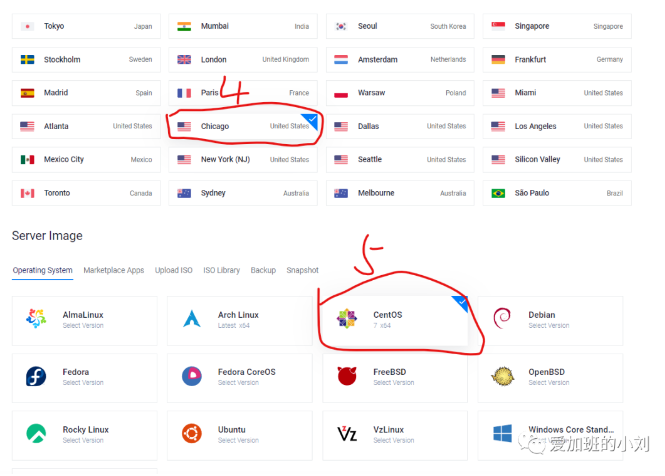 Tokyo Japan Mumbai India Seoul South Korea Singapore Singapore
Stockholm Sweden London United Kingdom Amsterdam Netherlands Frankfurt Germany
4
Madrid Spain Paris France Warsaw Poland Miami United States
Atlanta United States Chicago United States Dallas United States Los Angeles United States
Mexico City Mexico New York (NJ) United States Seattle United States Silicon Valley United States
Toronto Canada Sydney Australia Melbourne Australia São Paulo Brazil
Server Image
5
Operating System Marketplace Apps Upload ISO ISO Library Backup Snapshot
AlmaLinux Arch Linux CentOS Debian
Select Version Latest x64 7 x64 Select Version
Fedora Fedora CoreOS FreeBSD OpenBSD
Select Version Select Version Select Version Select Version
Rocky Linux Ubuntu VzLinux Windows Core Stand...
Select Version Select Version Select Version
爱加班的小刘